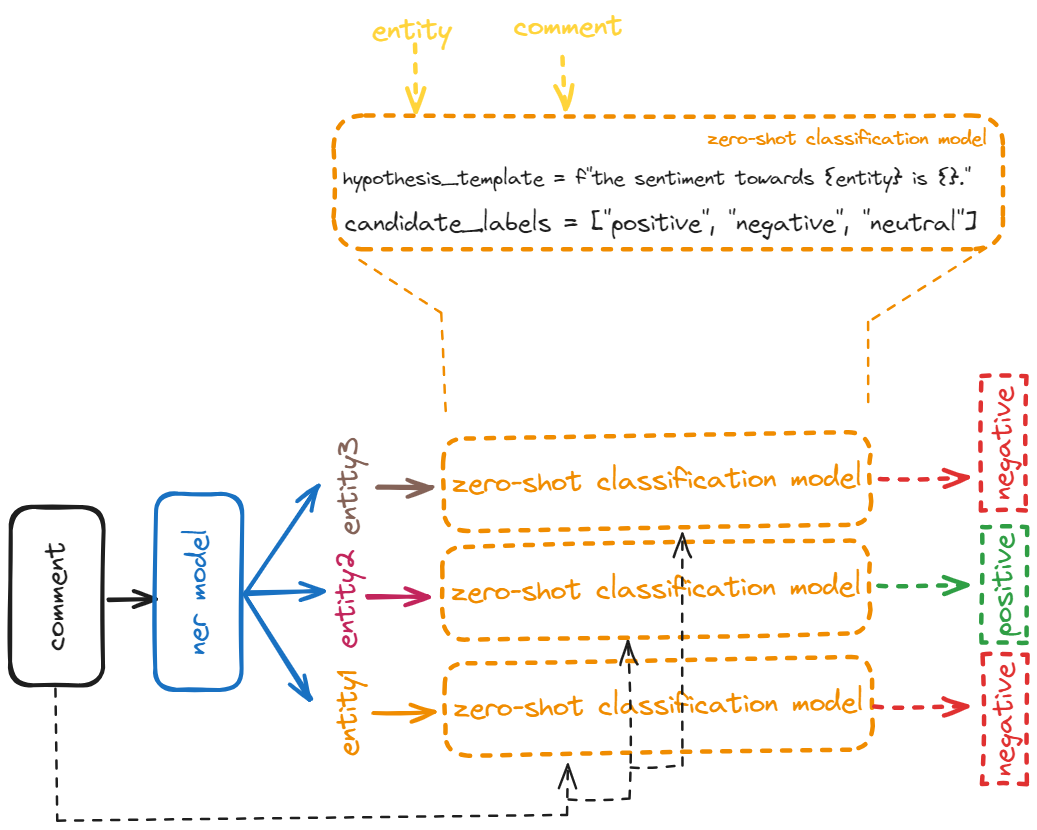 entity
comment
zero-shot classification model
hypothesis_template = f"the sentiment towards {entity} is {}."
candidate_labels = ["positive", "negative", "neutral"]
comment
ner model
entity3
zero-shot classification model
negative
entity2
zero-shot classification model
positive
entity1
zero-shot classification model
negative